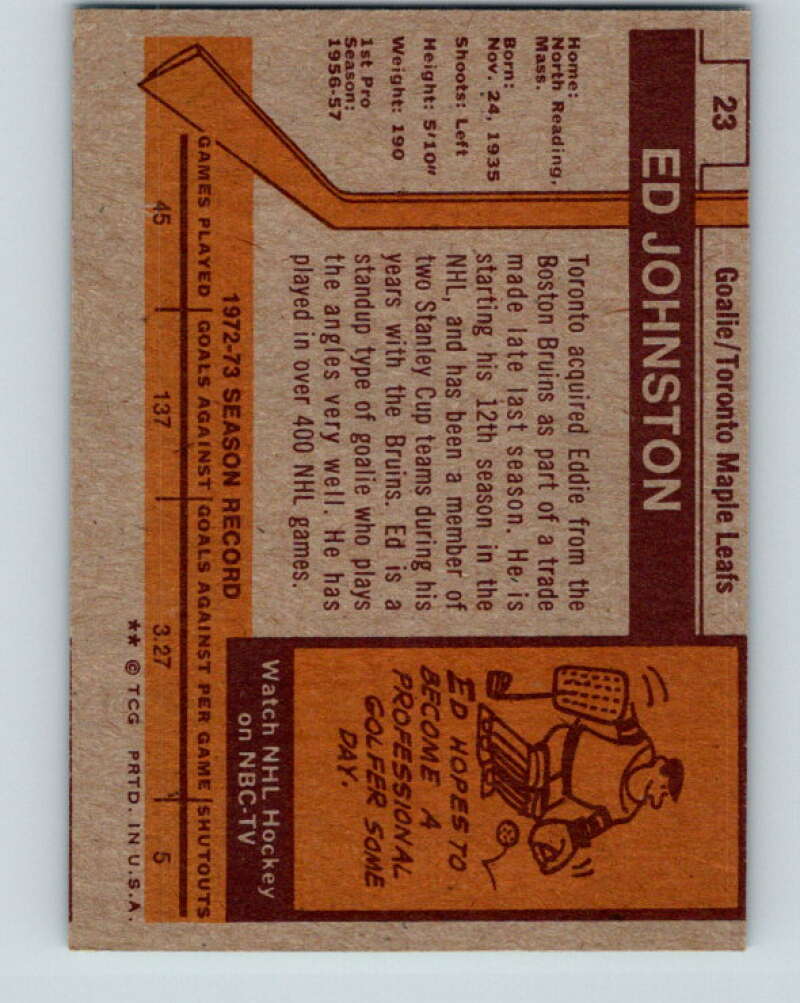 23
Goalie/Toronto Maple Leafs
ED JOHNSTON
Home:
North Reading,
Mass.
Born:
Nov. 24, 1935
Shoots: Left
Height: 5'10"
Weight: 190
1st Pro
Season:
1956-57
Toronto acquired Eddie from the
Boston Bruins as part of a trade
made late last season. He is
starting his 12th season in the
NHL, and has been a member of
two Stanley Cup teams during his
years with the Bruins. Ed is a
standup type of goalie who plays
the angles very well. He has
played in over 400 NHL games.
ED HOPES TO
BECOME A
PROFESSIONAL
GOLFER SOME
DAY.
Watch NHL Hockey
on NBC-TV
1972-73 SEASON RECORD
GAMES PLAYED | GOALS AGAINST | GOALS AGAINST PER GAME | SHUTOUTS
45 137 3.27 5
** © TCG PRTD. IN U.S.A.